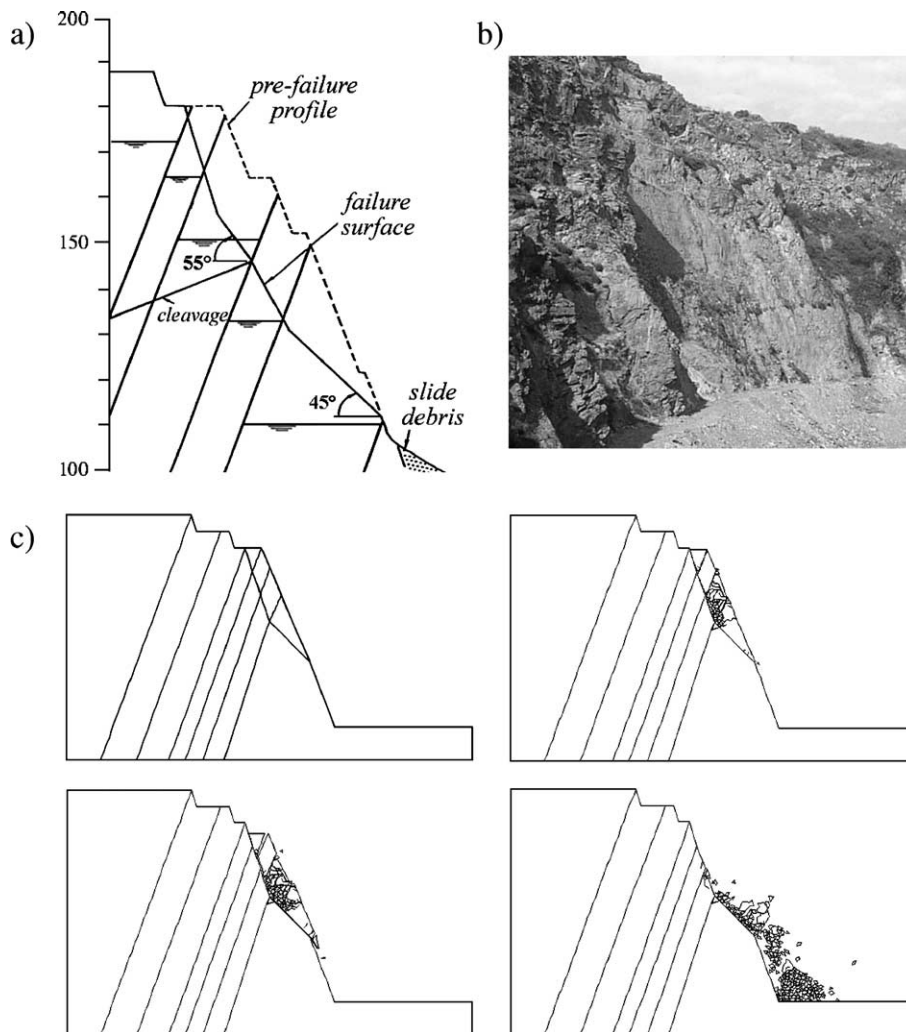 a)
200
150
100
pre-failure
profile
failure
surface
55°
cleavage
45°
slide
debris
b)
c)